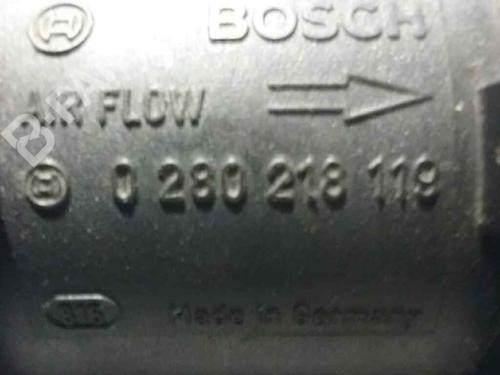 BOSCH
AIR FLOW
0 280 218 119
Made in Germany